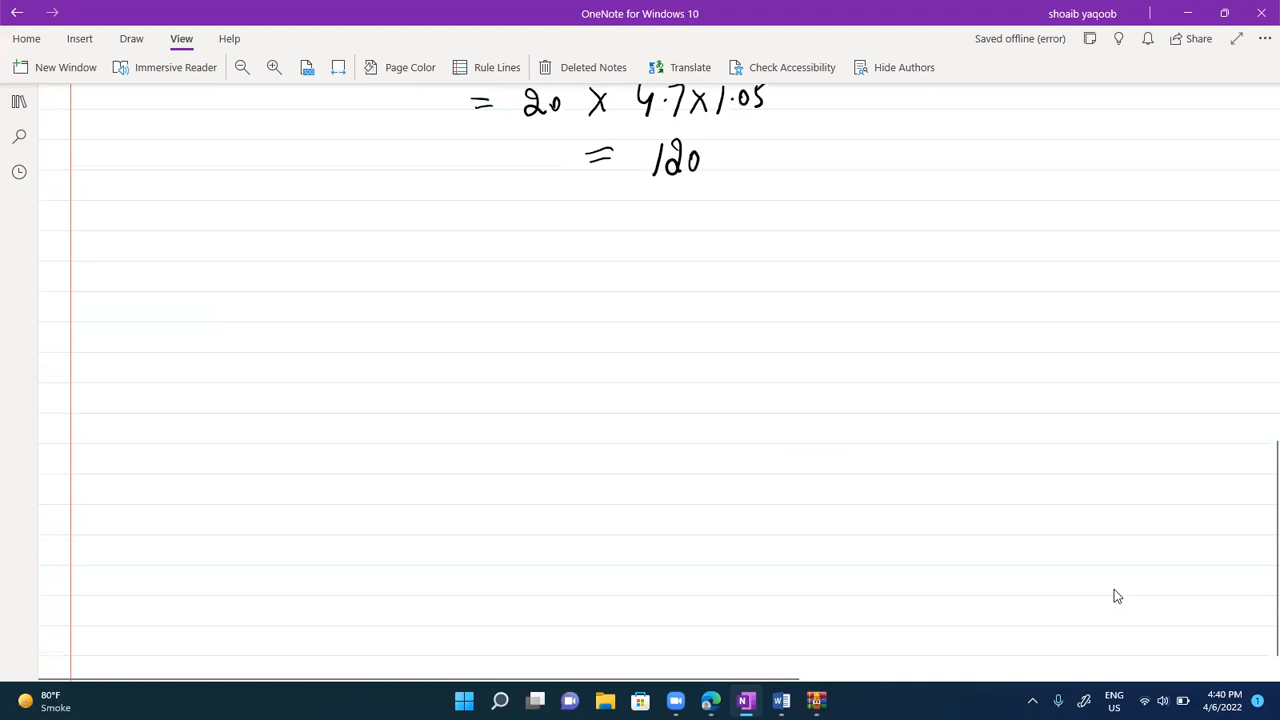 OneNote for Windows 10
shoaib yaqoob
Home Insert Draw View Help
Saved offline (error) Share
New Window Immersive Reader Page Color Rule Lines Deleted Notes Translate Check Accessibility Hide Authors
= 20 x 4.7x1.05
= 120
80°F
Smoke
ENG
US
4:40 PM
4/6/2022
1